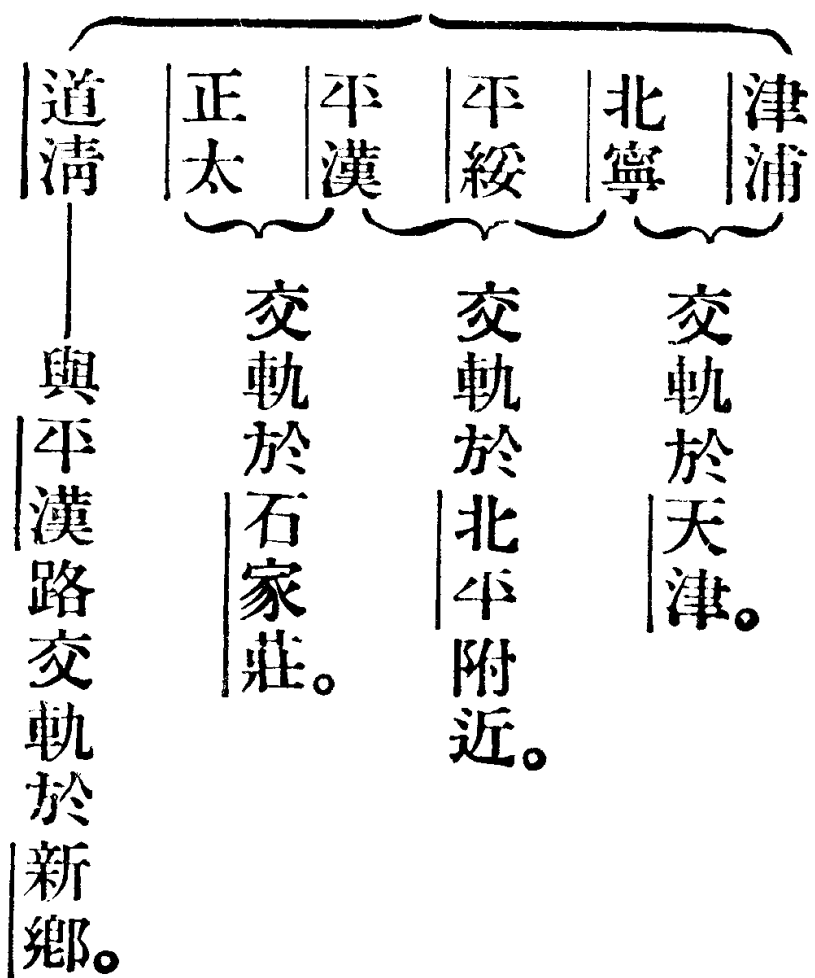 津浦
北寧
平綏
平漢
正太
道清
交軌於天津。
交軌於北平附近。
交軌於石家莊。
與平漢路交軌於新鄉。